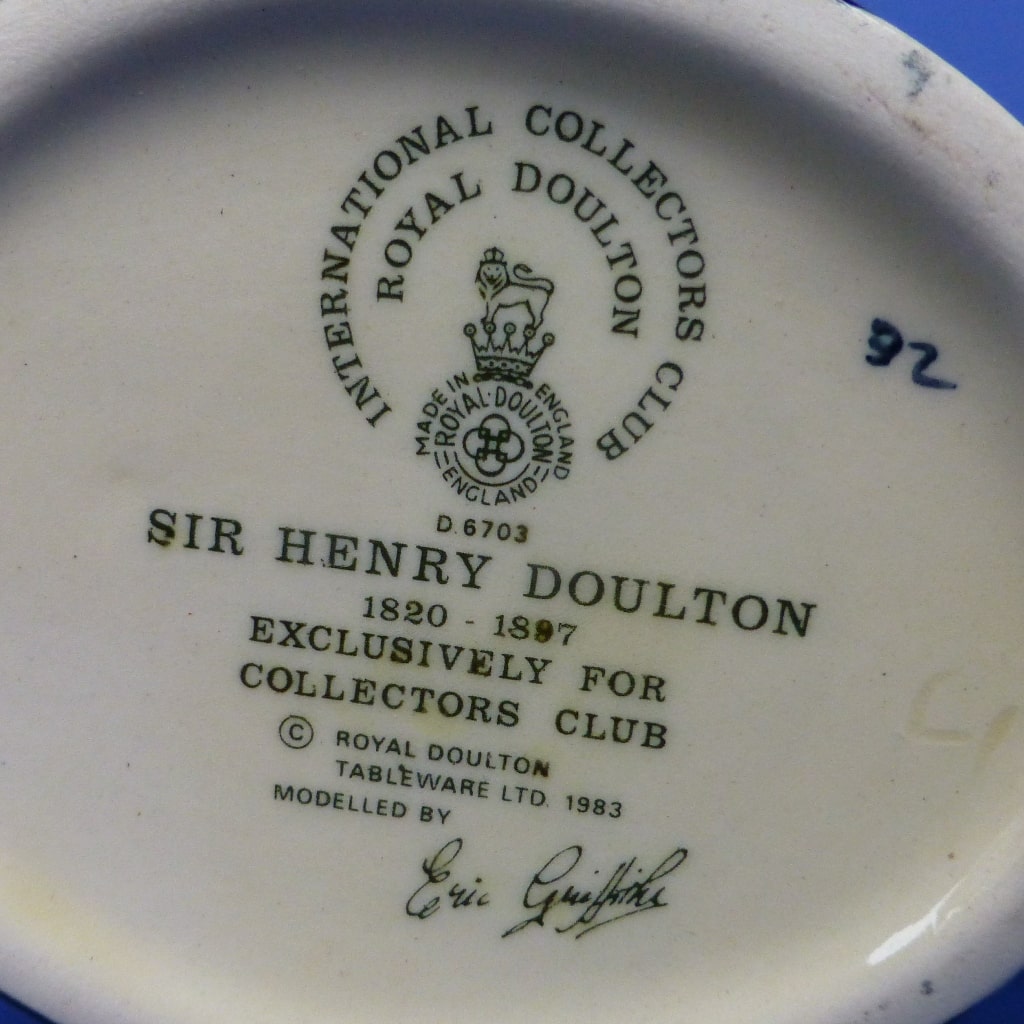 INTERNATIONAL COLLECTORS CLUB
ROYAL DOULTON
MADE IN ENGLAND
ROYAL DOULTON
ENGLAND
D.6703
SIR HENRY DOULTON
1820 - 1897
EXCLUSIVELY FOR
COLLECTORS CLUB
© ROYAL DOULTON
TABLEWARE LTD. 1983
MODELLED BY
Eric Griffiths
92